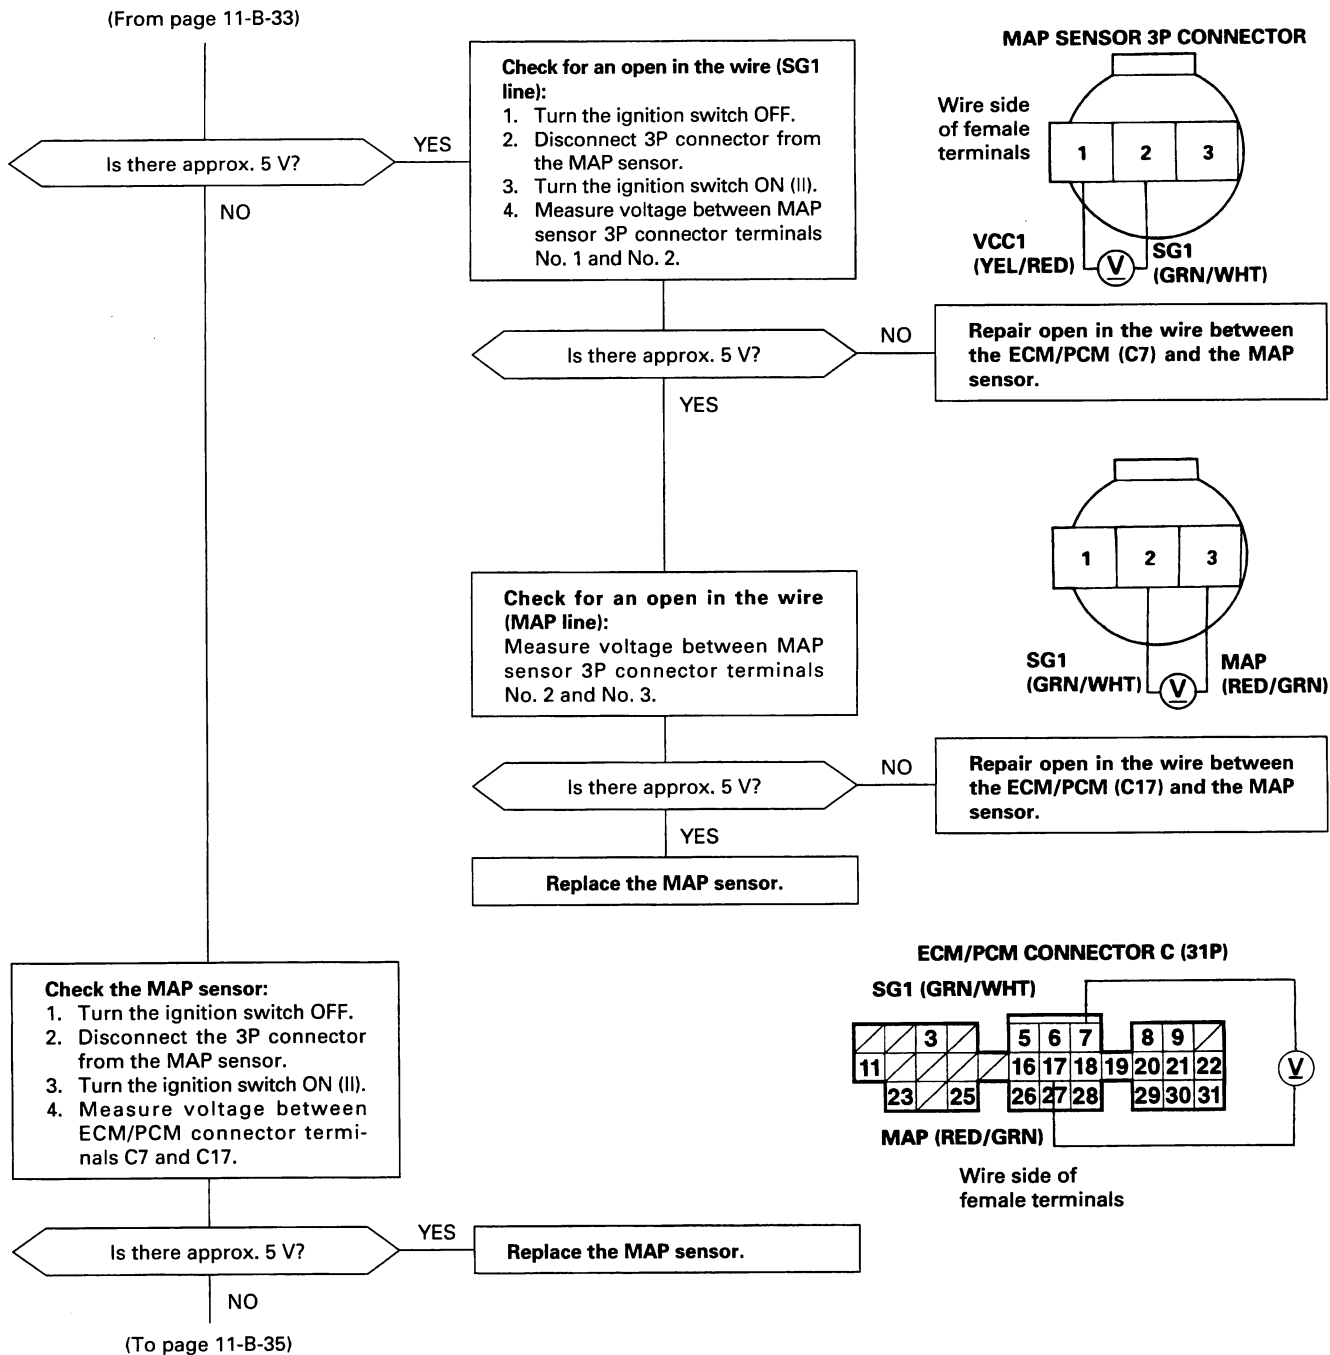 (From page 11-B-33)
Is there approx. 5 V?
YES
NO
Check for an open in the wire (SG1
line):
1. Turn the ignition switch OFF.
2. Disconnect 3P connector from
the MAP sensor.
3. Turn the ignition switch ON (II).
4. Measure voltage between MAP
sensor 3P connector terminals
No. 1 and No. 2.
MAP SENSOR 3P CONNECTOR
Wire side
of female
terminals
1 2 3
VCC1
(YEL/RED)
V
SG1
(GRN/WHT)
Is there approx. 5 V?
NO
YES
Repair open in the wire between
the ECM/PCM (C7) and the MAP
sensor.
1 2 3
SG1
(GRN/WHT)
V
MAP
(RED/GRN)
Check for an open in the wire
(MAP line):
Measure voltage between MAP
sensor 3P connector terminals
No. 2 and No. 3.
Is there approx. 5 V?
NO
YES
Repair open in the wire between
the ECM/PCM (C17) and the MAP
sensor.
Replace the MAP sensor.
Check the MAP sensor:
1. Turn the ignition switch OFF.
2. Disconnect the 3P connector
from the MAP sensor.
3. Turn the ignition switch ON (II).
4. Measure voltage between
ECM/PCM connector termi-
nals C7 and C17.
ECM/PCM CONNECTOR C (31P)
SG1 (GRN/WHT)
3 5 6 7 8 9
11 16 17 18 19 20 21 22
23 25 26 27 28 29 30 31
V
MAP (RED/GRN)
Wire side of
female terminals
Is there approx. 5 V?
YES
NO
Replace the MAP sensor.
(To page 11-B-35)